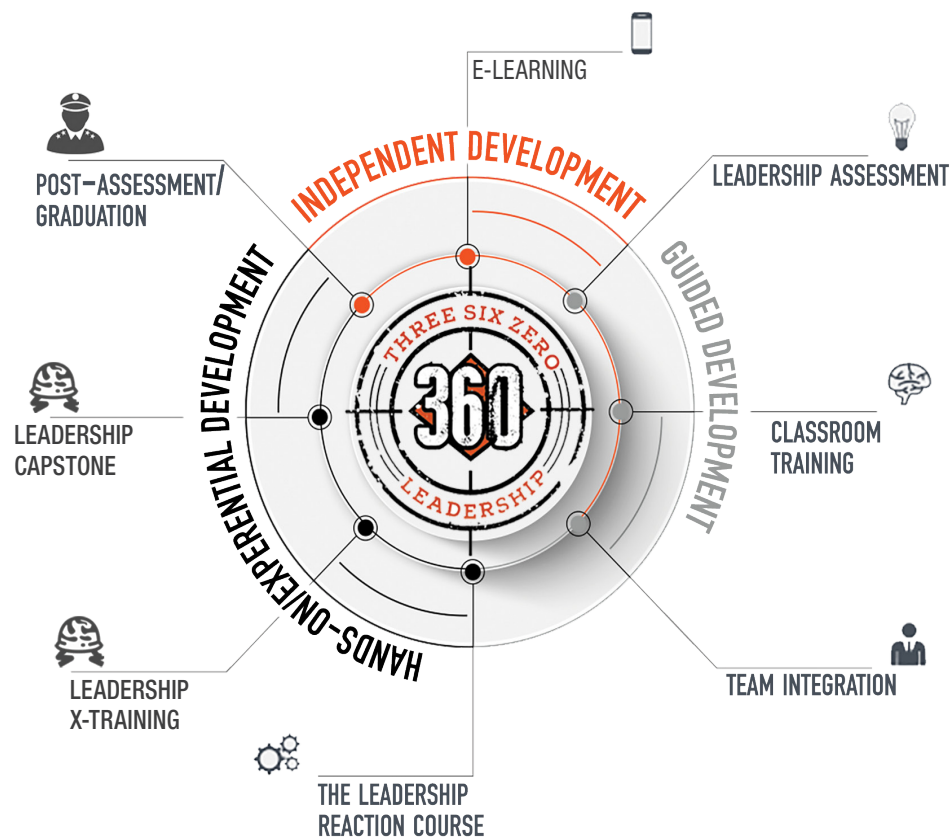 E-LEARNING
INDEPENDENT DEVELOPMENT
LEADERSHIP ASSESSMENT
POST-ASSESSMENT/
GRADUATION
GUIDED DEVELOPMENT
HANDS-ON/EXPERENTIAL DEVELOPMENT
THREE SIX ZERO
360
LEADERSHIP
LEADERSHIP
CAPSTONE
CLASSROOM
TRAINING
LEADERSHIP
X-TRAINING
TEAM INTEGRATION
THE LEADERSHIP
REACTION COURSE